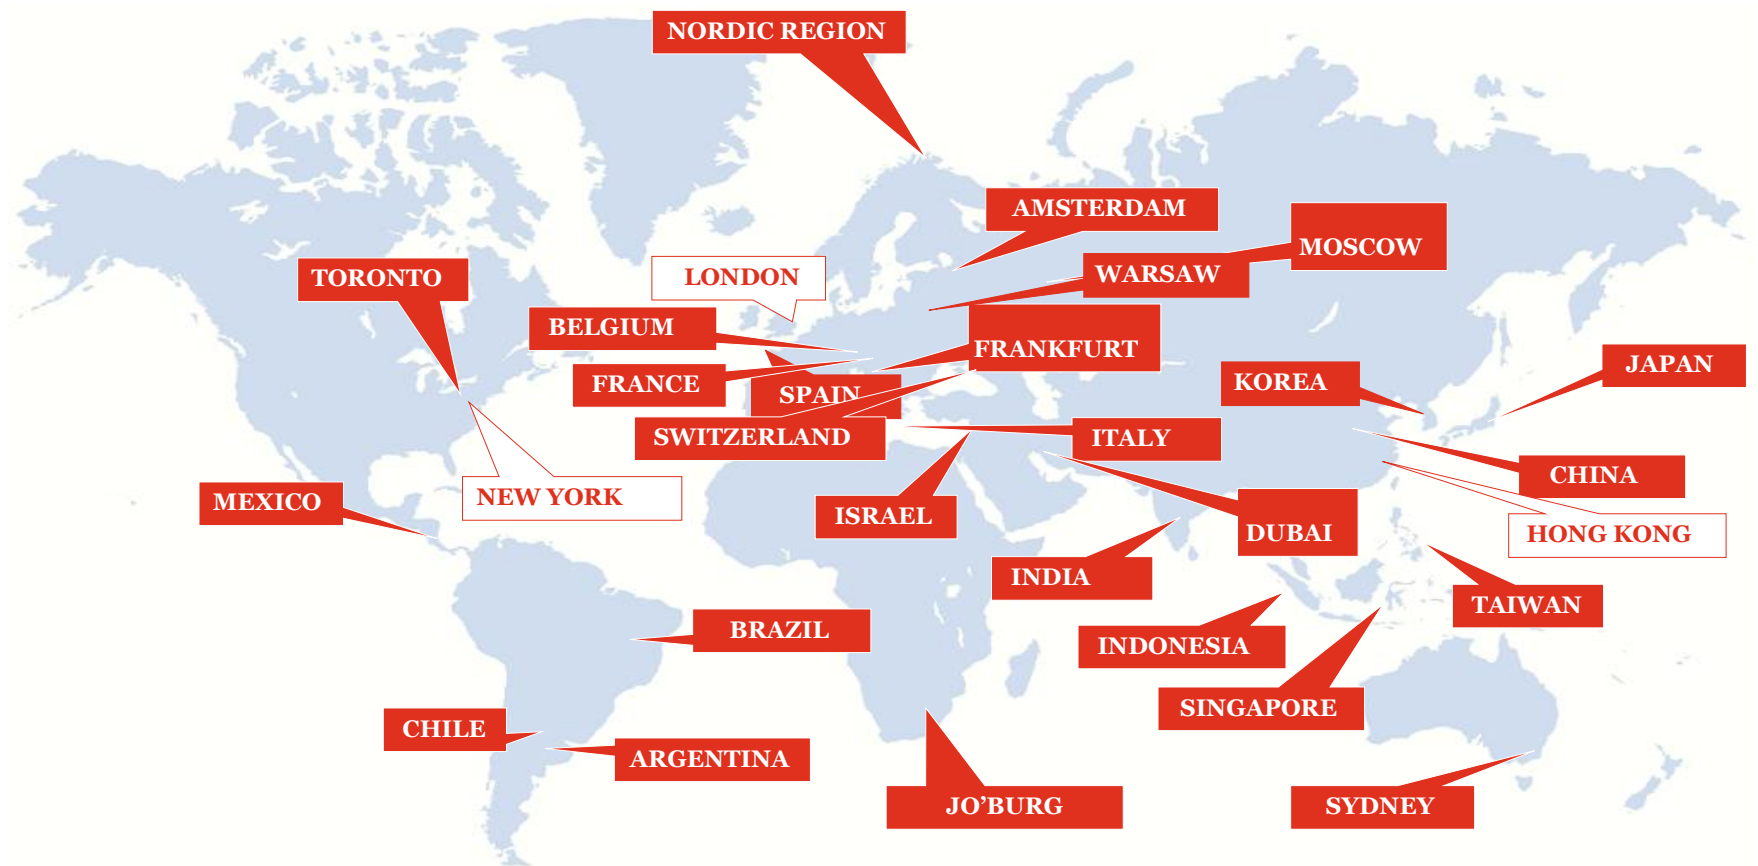 NORDIC REGION
AMSTERDAM
MOSCOW
TORONTO
LONDON
WARSAW
BELGIUM
FRANKFURT
JAPAN
FRANCE
SPAIN
KOREA
SWITZERLAND
ITALY
CHINA
MEXICO
NEW YORK
ISRAEL
DUBAI
HONG KONG
INDIA
TAIWAN
BRAZIL
INDONESIA
SINGAPORE
CHILE
ARGENTINA
JO’BURG
SYDNEY